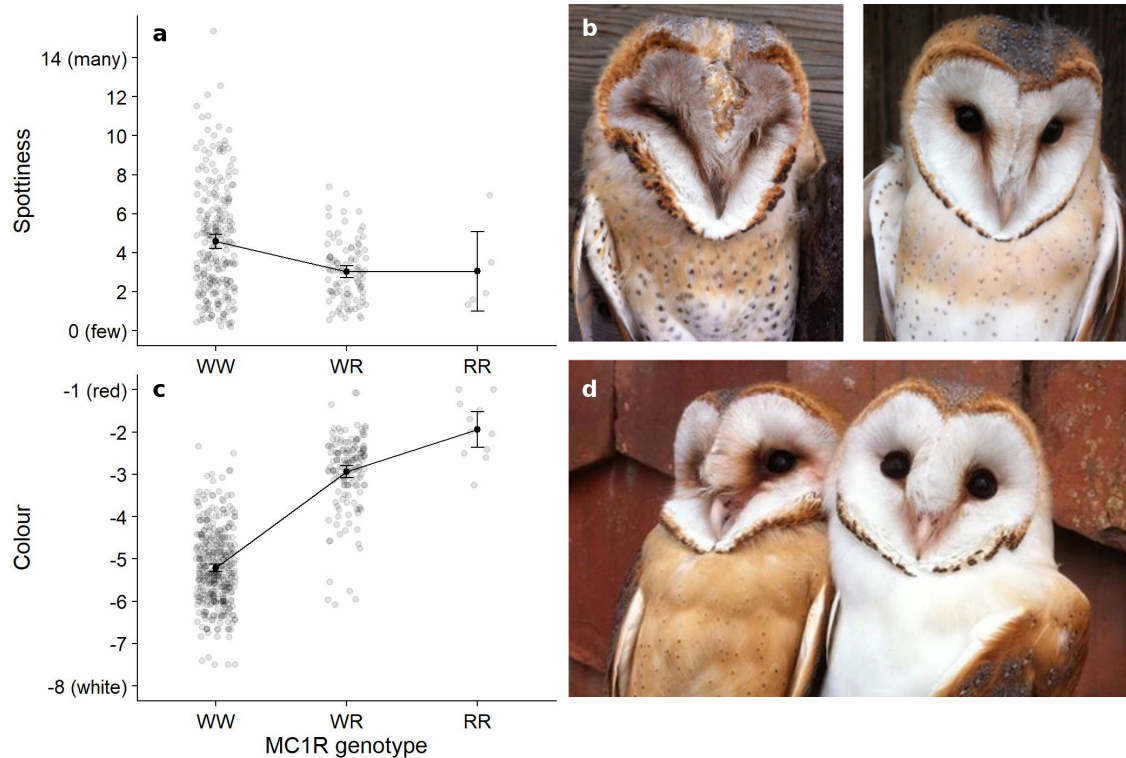 a
Spottiness
14 (many)
12
10
8
6
4
2
0 (few)
WW
WR
RR
b
c
Colour
-1 (red)
-2
-3
-4
-5
-6
-7
-8 (white)
WW
WR
RR
MC1R genotype
d